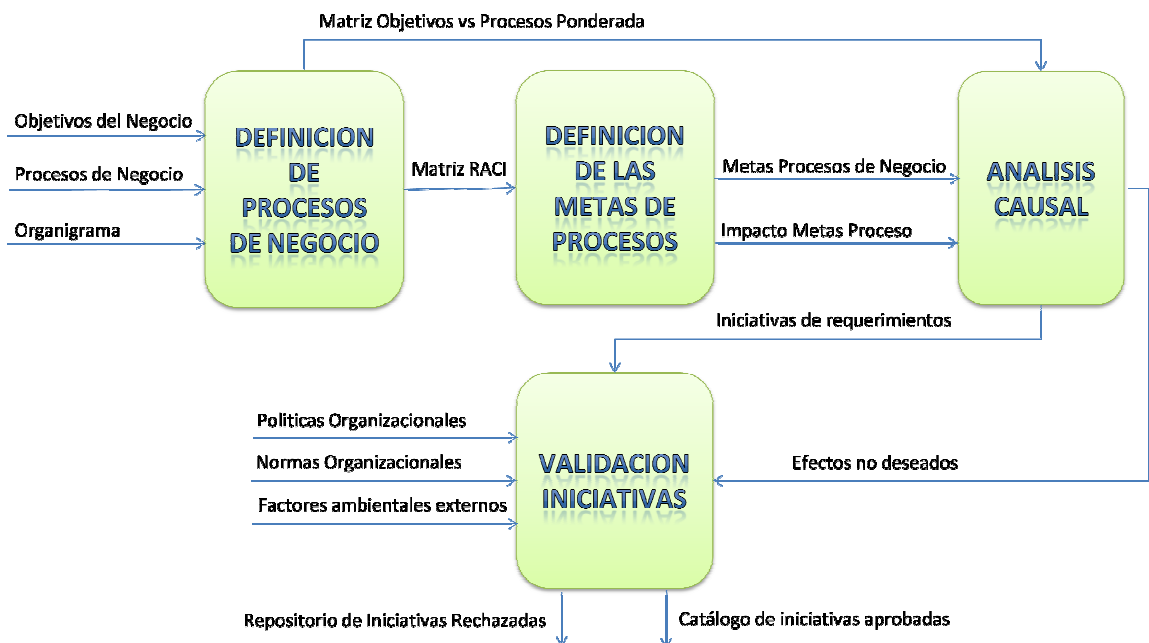 Matriz Objetivos vs Procesos Ponderada
Objetivos del Negocio
Procesos de Negocio
Organigrama
DEFINICION
DE
PROCESOS
DE NEGOCIO
Matriz RACI
DEFINICION
DE LAS
METAS DE
PROCESOS
Metas Procesos de Negocio
Impacto Metas Proceso
ANALISIS
CAUSAL
Iniciativas de requerimientos
Politicas Organizacionales
Normas Organizacionales
Factores ambientales externos
VALIDACION
INICIATIVAS
Efectos no deseados
Repositorio de Iniciativas Rechazadas
Catálogo de iniciativas aprobadas